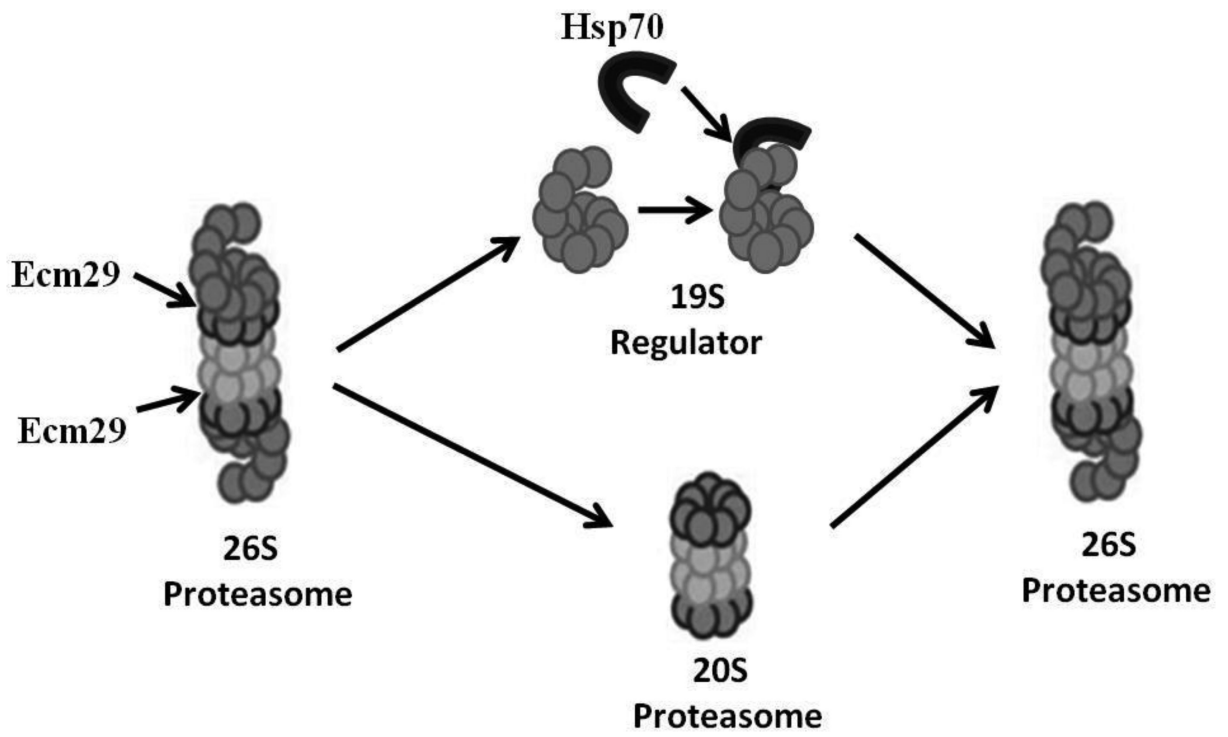 Hsp70
Ecm29
19S
Regulator
Ecm29
26S
Proteasome
26S
Proteasome
20S
Proteasome